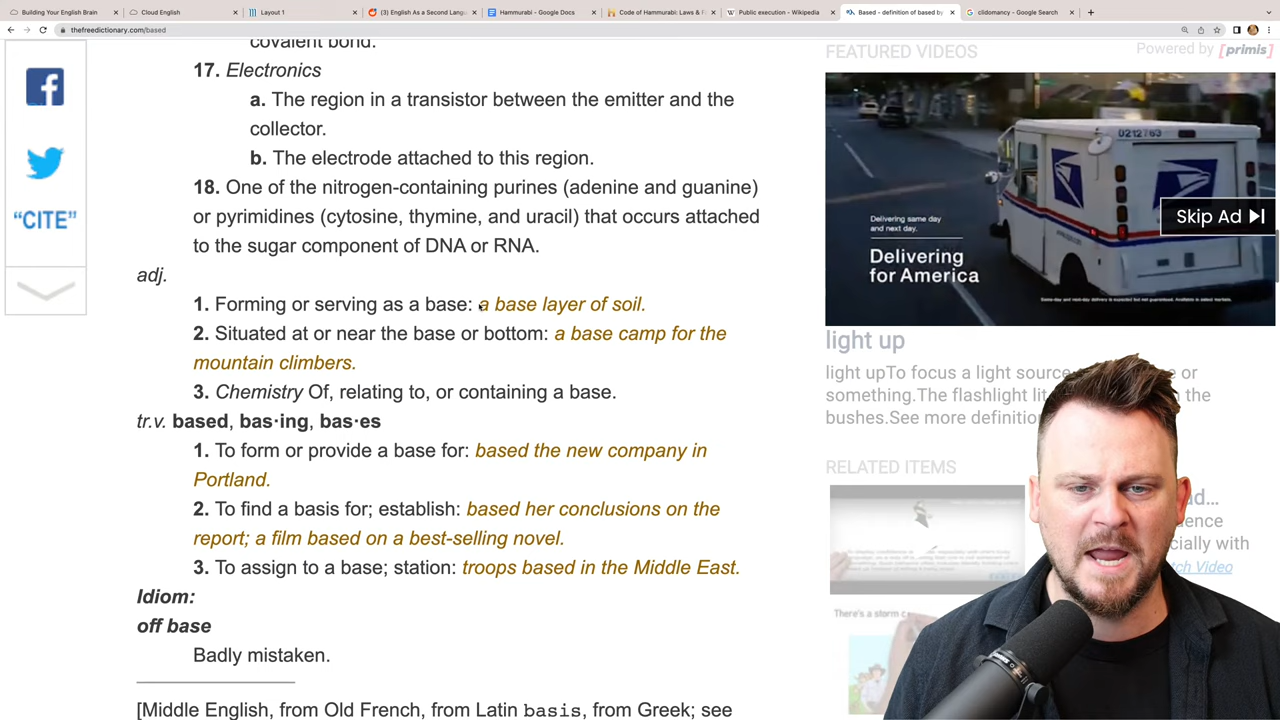 Building Your English Brain
Cloud English
Layout 1
(3) English As a Second Lang
Hammurabi - Google Docs
Code of Hammurabi: Laws & F
Public execution - Wikipedia
Based - definition of based by
clidomancy - Google Search
thefreedictionary.com/based
covalent bond.
17. Electronics
a. The region in a transistor between the emitter and the
collector.
b. The electrode attached to this region.
18. One of the nitrogen-containing purines (adenine and guanine)
or pyrimidines (cytosine, thymine, and uracil) that occurs attached
to the sugar component of DNA or RNA.
adj.
1. Forming or serving as a base: a base layer of soil.
2. Situated at or near the base or bottom: a base camp for the
mountain climbers.
3. Chemistry Of, relating to, or containing a base.
tr.v. based, bas·ing, bas·es
1. To form or provide a base for: based the new company in
Portland.
2. To find a basis for; establish: based her conclusions on the
report; a film based on a best-selling novel.
3. To assign to a base; station: troops based in the Middle East.
Idiom:
off base
Badly mistaken.
[Middle English, from Old French, from Latin basis, from Greek; see
“CITE”
FEATURED VIDEOS
Powered by [primis]
0212763
Delivering same day
and next day.
Delivering
for America
Skip Ad
light up
light upTo focus a light source or
something.The flashlight lit the
bushes.See more definitio
RELATED ITEMS
There's a storm c
cially with
tch Video